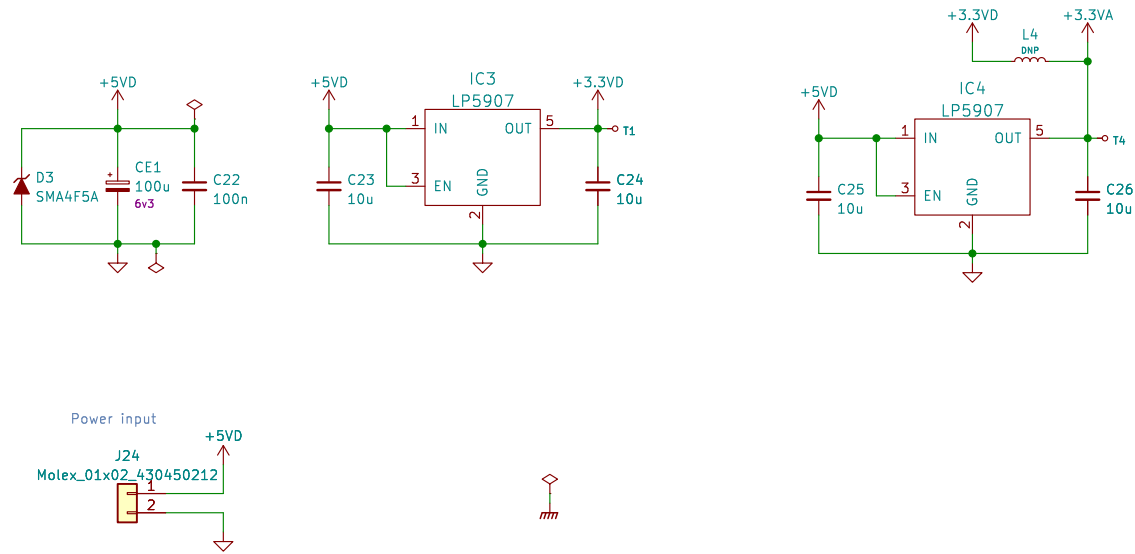 +5VD
D3
SMA4F5A
+
CE1
100u
6v3
C22
100n
+5VD
IC3
LP5907
+3.3VD
1
IN
OUT
5
T1
3
EN
GND
2
C23
10u
C24
10u
+3.3VD
+3.3VA
L4
DNP
+5VD
IC4
LP5907
1
IN
OUT
5
T4
3
EN
GND
2
C25
10u
C26
10u
Power input
+5VD
J24
Molex_01x02_430450212
1
2